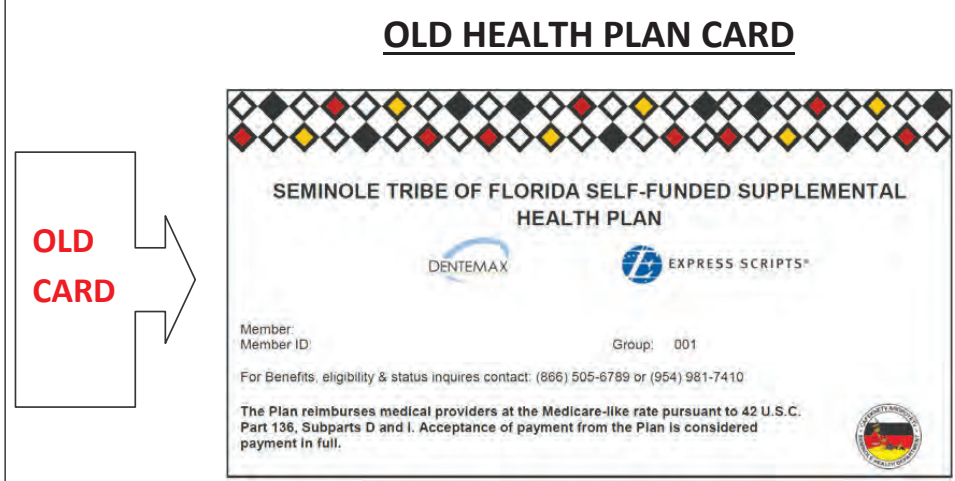 OLD HEALTH PLAN CARD
OLD
CARD
SEMINOLE TRIBE OF FLORIDA SELF-FUNDED SUPPLEMENTAL
HEALTH PLAN
DENTEMAX
EXPRESS SCRIPTS®
Member:
Member ID:
Group: 001
For Benefits, eligibility & status inquires contact: (866) 505-6789 or (954) 981-7410
The Plan reimburses medical providers at the Medicare-like rate pursuant to 42 U.S.C.
Part 136, Subparts D and I. Acceptance of payment from the Plan is considered
payment in full.